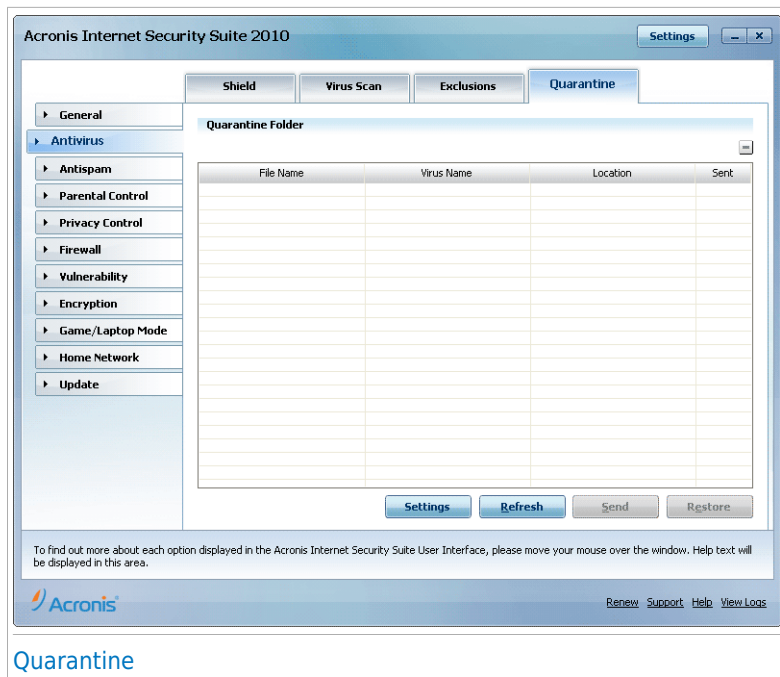 Acronis Internet Security Suite 2010
Settings
Shield
Virus Scan
Exclusions
Quarantine
General
Antivirus
Antispam
Parental Control
Privacy Control
Firewall
Vulnerability
Encryption
Game/Laptop Mode
Home Network
Update
Quarantine Folder
File Name
Virus Name
Location
Sent
Settings
Refresh
Send
Restore
To find out more about each option displayed in the Acronis Internet Security Suite User Interface, please move your mouse over the window. Help text will
be displayed in this area.
Acronis
Renew Support Help View Logs
Quarantine